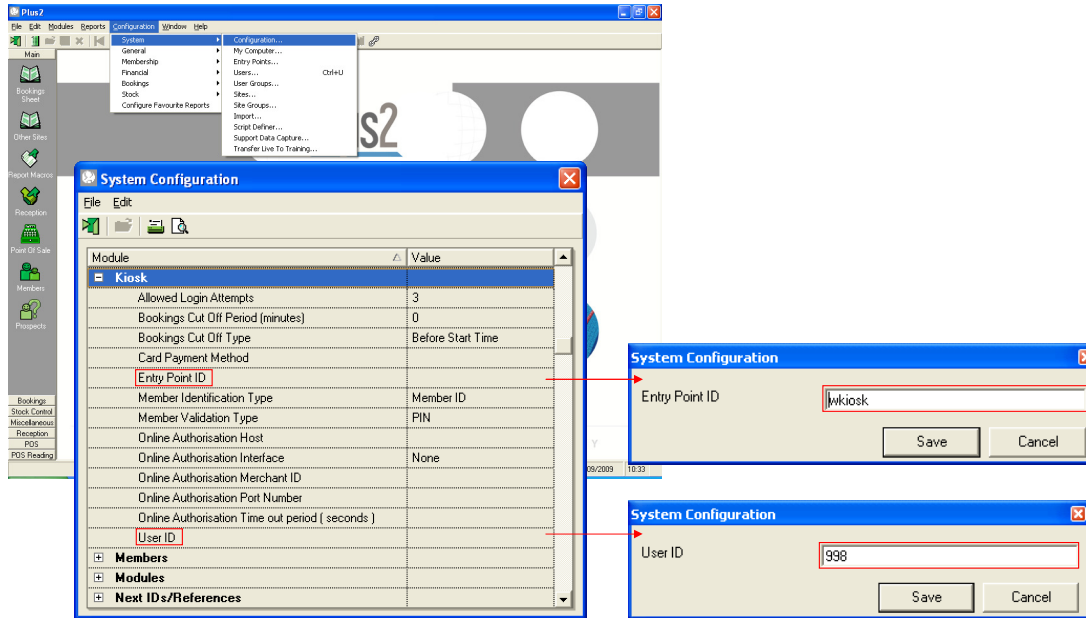 Plus2
File Edit Modules Reports Configuration Window Help
Main
Bookings Sheet
Other Sites
Report Macros
Reception
Point Of Sale
Members
Prospects
Bookings
Stock Control
Miscellaneous
Reception
POS
POS Reading
System
General
Membership
Financial
Bookings
Stock
Configure Favourite Reports
Configuration...
My Computer...
Entry Points...
Users... Ctrl+U
User Groups...
Sites...
Site Groups...
Import...
Script Definer...
Support Data Capture...
Transfer Live To Training...
s2
System Configuration
File Edit
Module Value
Kiosk
Allowed Login Attempts 3
Bookings Cut Off Period (minutes) 0
Bookings Cut Off Type Before Start Time
Card Payment Method
Entry Point ID
Member Identification Type Member ID
Member Validation Type PIN
Online Authorisation Host
Online Authorisation Interface None
Online Authorisation Merchant ID
Online Authorisation Port Number
Online Authorisation Time out period ( seconds )
User ID
Members
Modules
Next IDs/References
Y
09/2009 10:33
System Configuration
Entry Point ID wkiosk
Save Cancel
System Configuration
User ID 998
Save Cancel